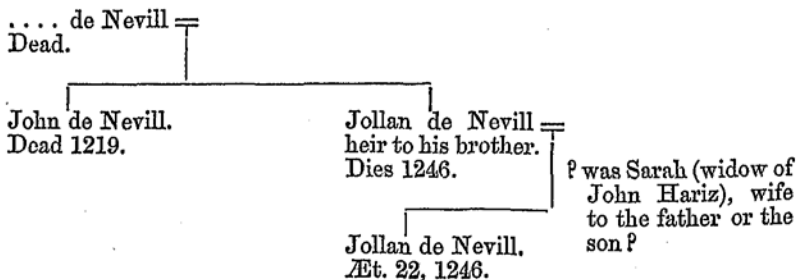 . . . . de Nevill =
Dead.
John de Nevill.
Dead 1219.
Jollan de Nevill =
heir to his brother.
Dies 1246.
? was Sarah (widow of
John Hariz), wife
to the father or the
son?
Jollan de Nevill.
Æt. 22, 1246.